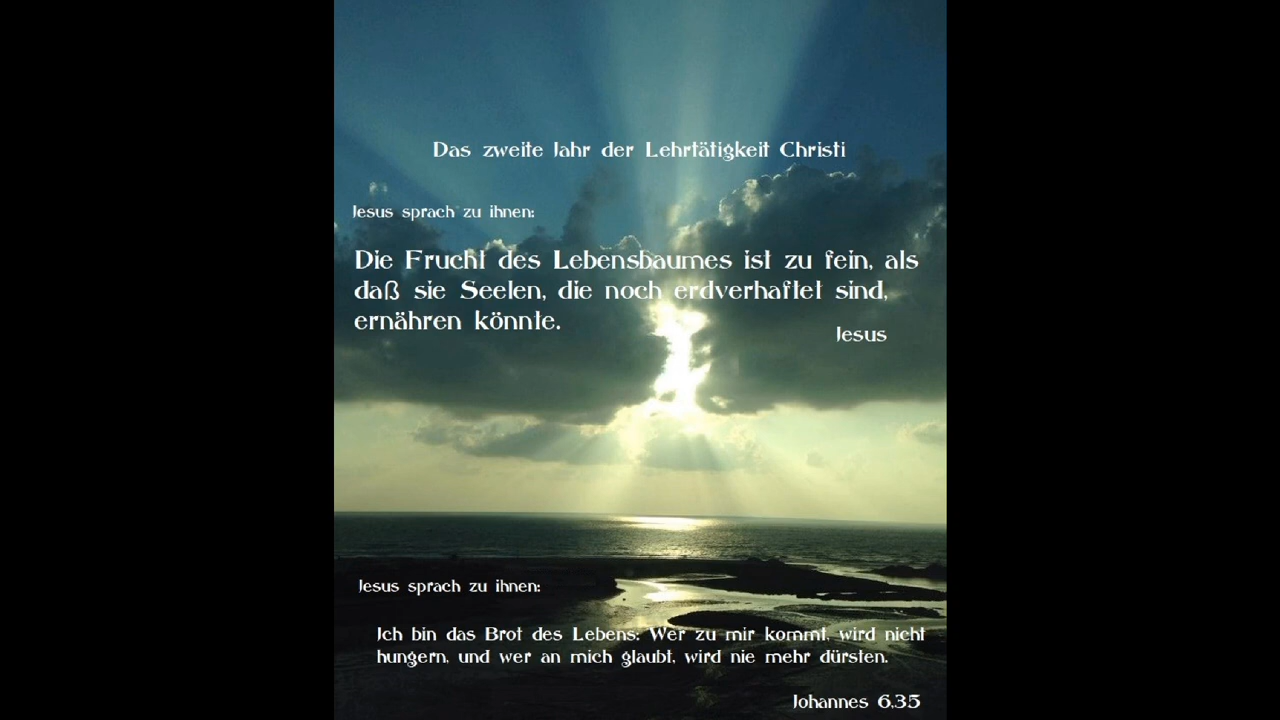 Das zweite Jahr der Lehrtätigkeit Christi
Jesus sprach zu ihnen:
Die Frucht des Lebensbaumes ist zu fein, als
daß sie Seelen, die noch erdverhaftet sind,
ernähren könnte.
Jesus
Jesus sprach zu ihnen:
Ich bin das Brot des Lebens: Wer zu mir kommt, wird nicht
hungern, und wer an mich glaubt, wird nie mehr dürsten.
Johannes 6,35